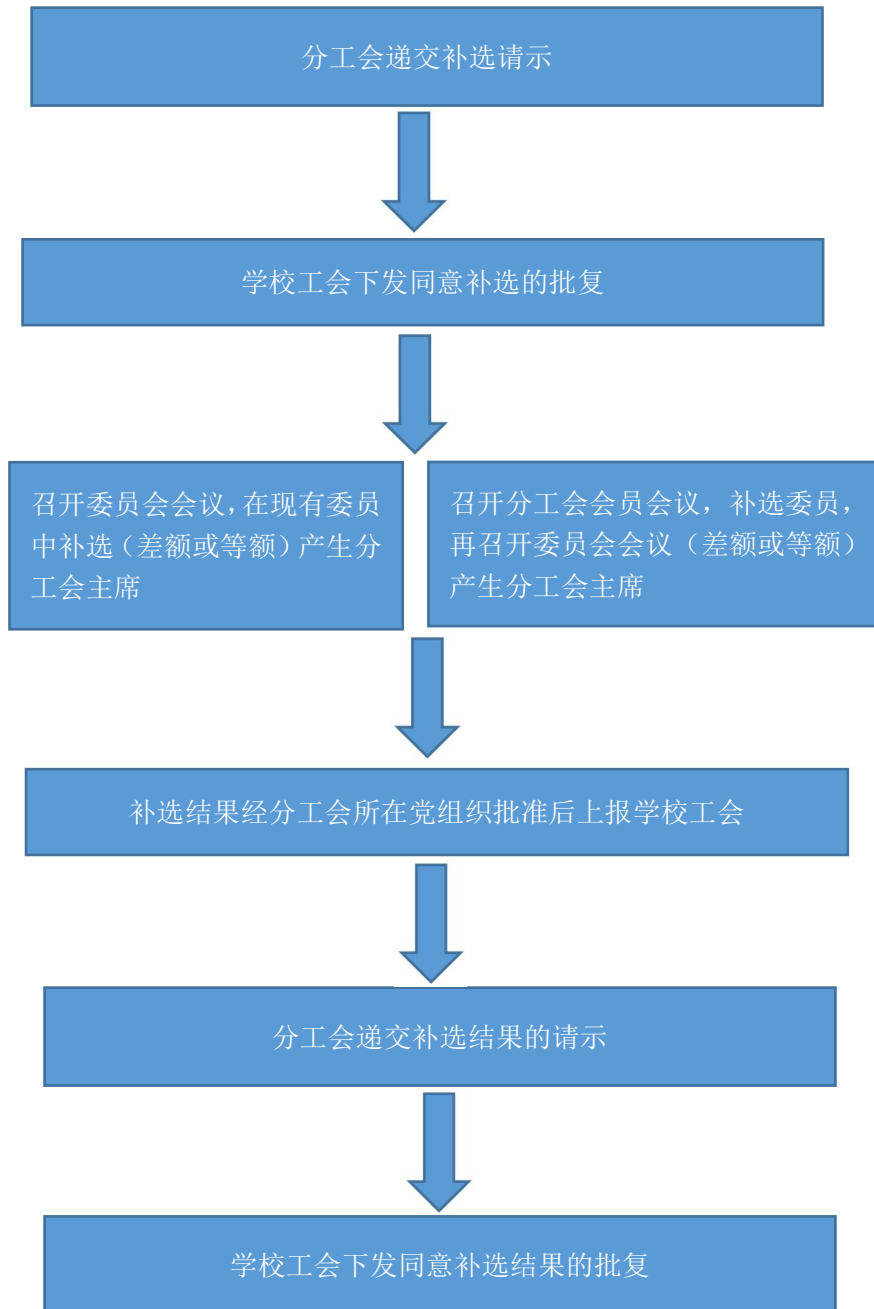 分工会递交补选请示
学校工会下发同意补选的批复
召开委员会会议，在现有委员
中补选（差额或等额）产生分
工会主席
召开分工会会员会议，补选委员，
再召开委员会会议（差额或等额）
产生分工会主席
补选结果经分工会所在党组织批准后上报学校工会
分工会递交补选结果的请示
学校工会下发同意补选结果的批复